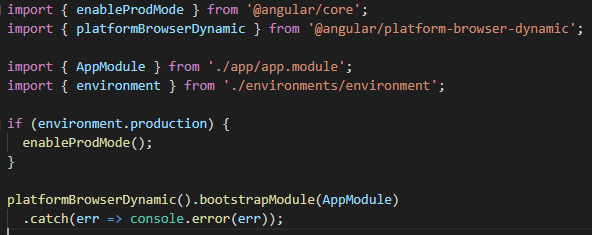 import { enableProdMode } from '@angular/core';
import { platformBrowserDynamic } from '@angular/platform-browser-dynamic';

import { AppModule } from './app/app.module';
import { environment } from './environments/environment';

if (environment.production) {
  enableProdMode();
}

platformBrowserDynamic().bootstrapModule(AppModule)
  .catch(err => console.error(err));